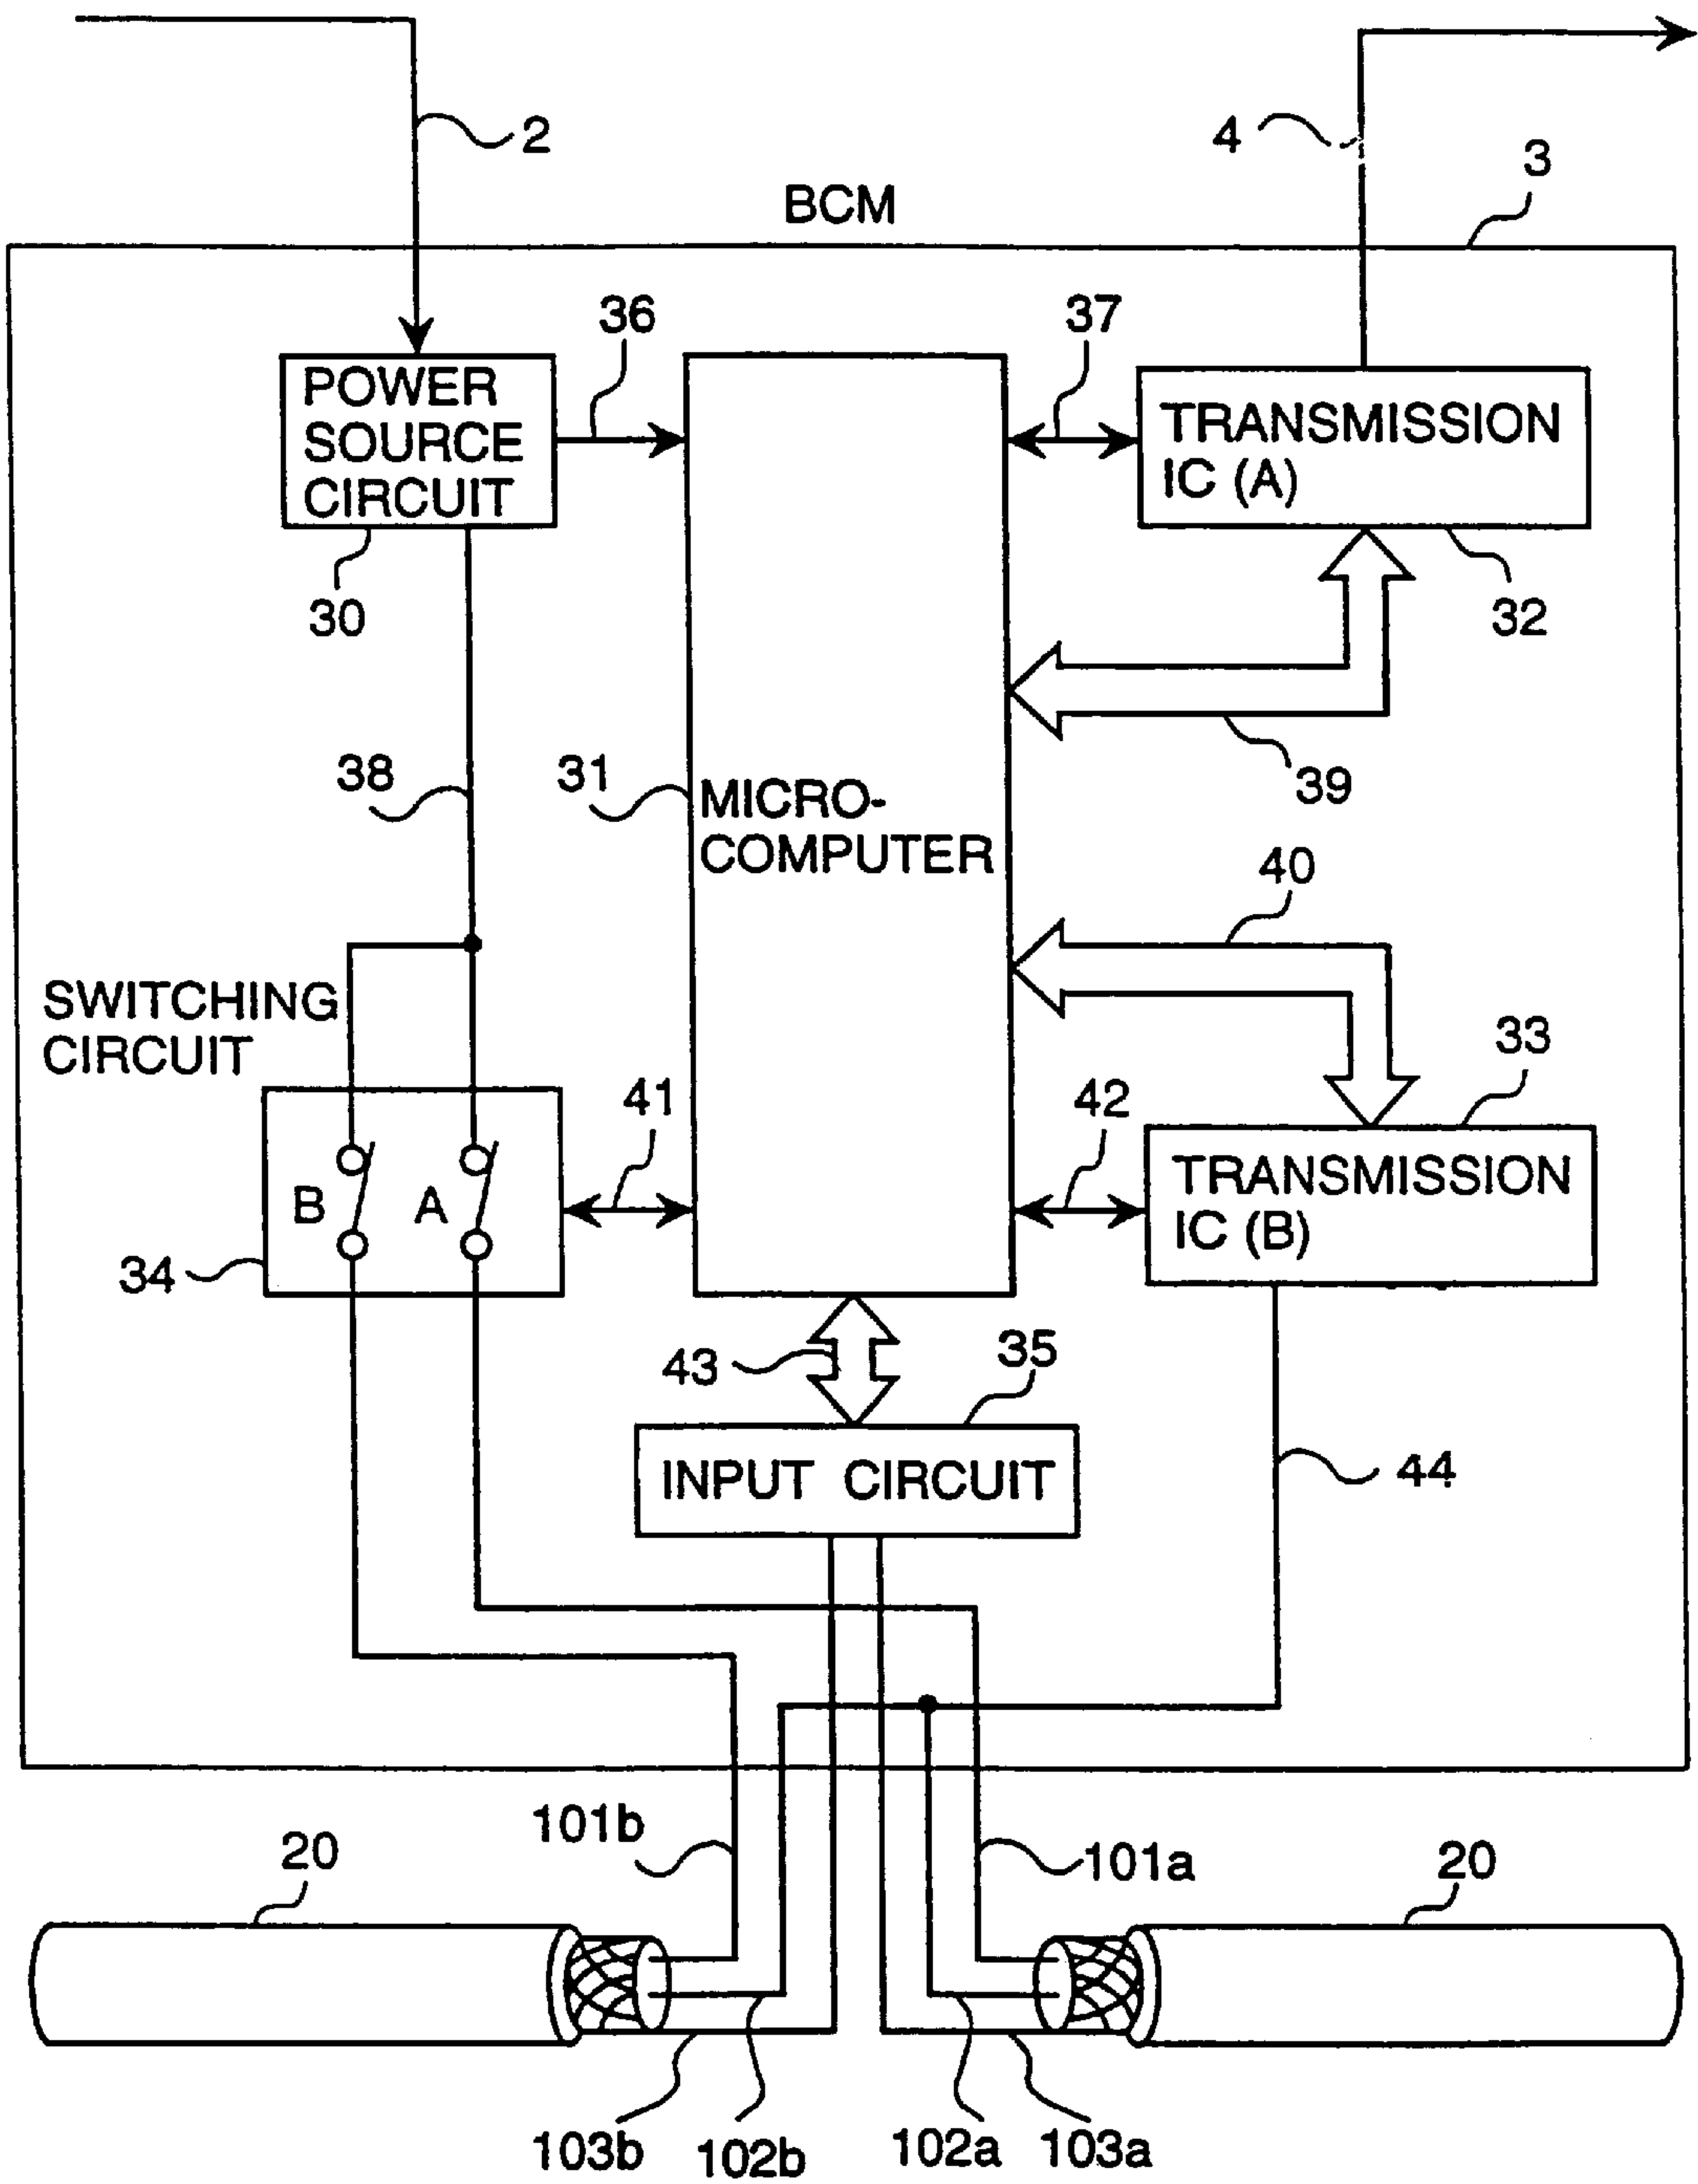 2
4
3
BCM
36
37
POWER
SOURCE
CIRCUIT
TRANSMISSION
IC (A)
30
32
38
31
MICRO-
COMPUTER
39
40
SWITCHING
CIRCUIT
33
41
42
B
A
TRANSMISSION
IC (B)
34
43
35
INPUT CIRCUIT
44
101b
101a
20
20
103b
102b
102a
103a